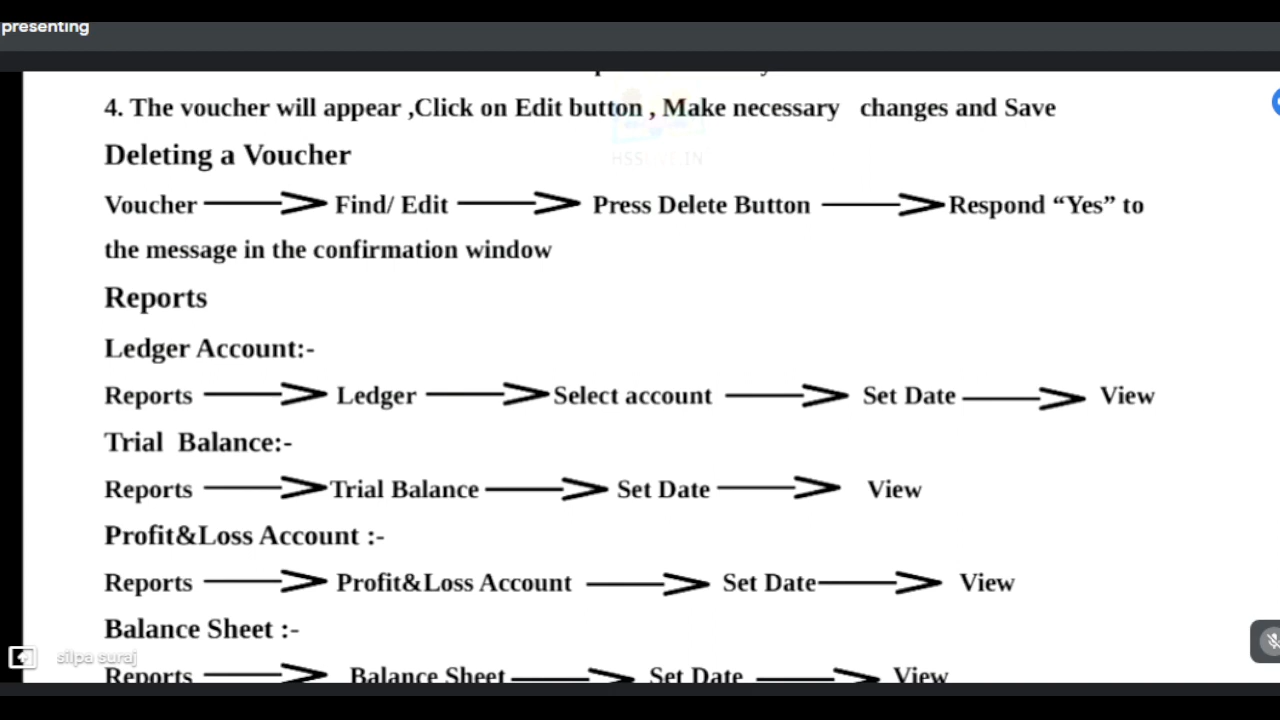 presenting
4. The voucher will appear ,Click on Edit button , Make necessary changes and Save
Deleting a Voucher
Voucher Find/ Edit Press Delete Button Respond “Yes” to
the message in the confirmation window
Reports
Ledger Account:-
Reports Ledger Select account Set Date View
Trial Balance:-
Reports Trial Balance Set Date View
Profit&Loss Account :-
Reports Profit&Loss Account Set Date View
Balance Sheet :-
silpa suraj
Reports Balance Sheet Set Date View